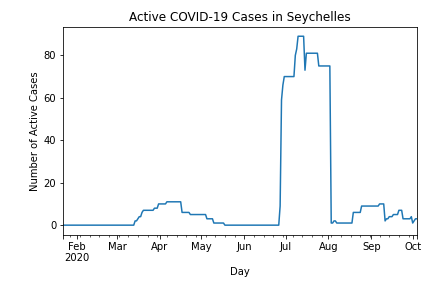 Active COVID-19 Cases in Seychelles
Number of Active Cases
80
60
40
20
0
Feb Mar Apr May Jun Jul Aug Sep Oct
2020
Day